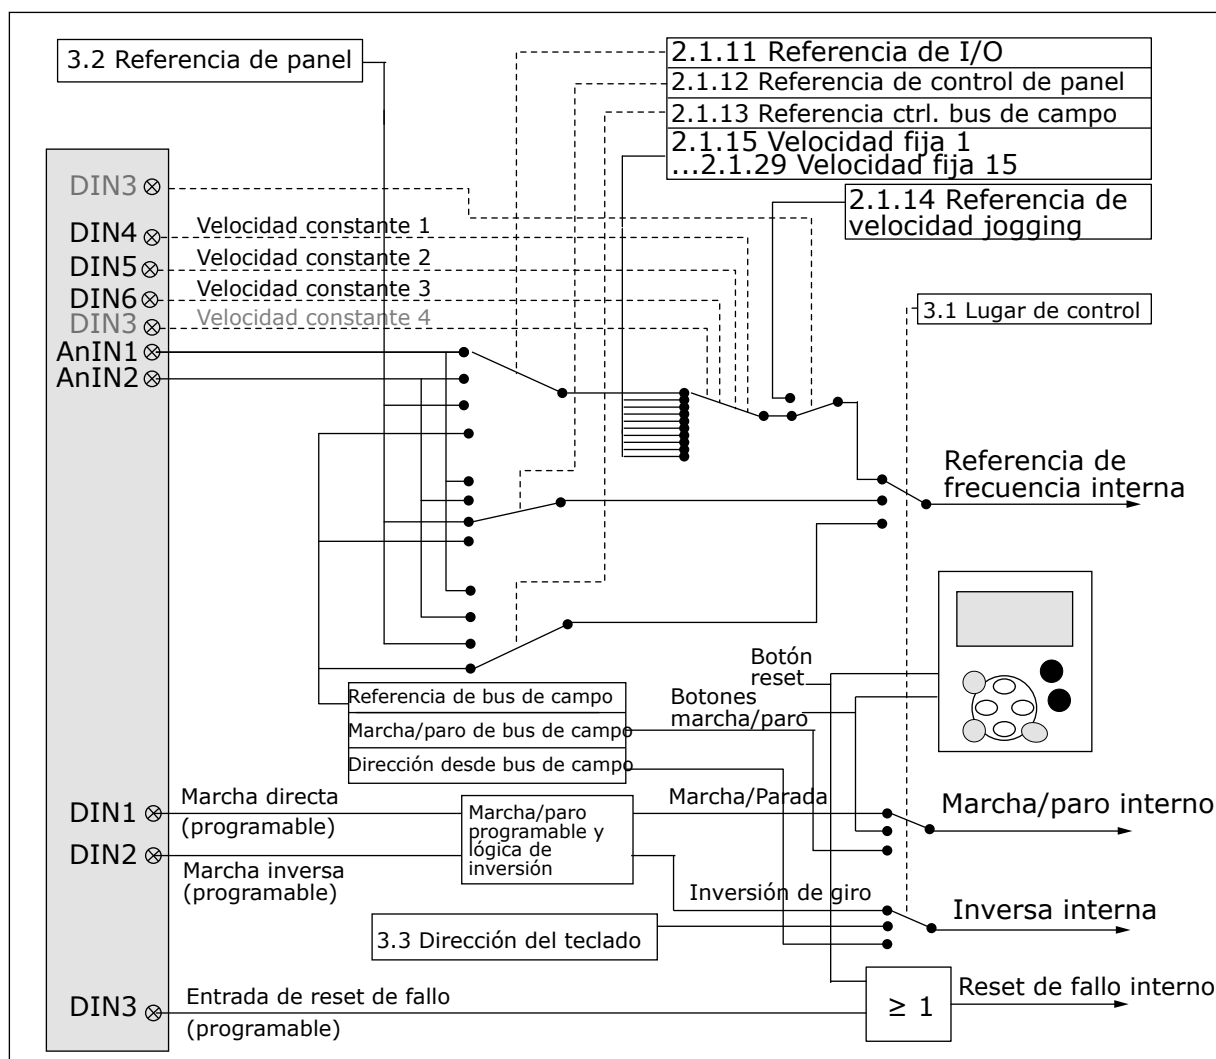 3.2 Referencia de panel
2.1.11 Referencia de I/O
2.1.12 Referencia de control de panel
2.1.13 Referencia ctrl. bus de campo
2.1.15 Velocidad fija 1
...2.1.29 Velocidad fija 15
2.1.14 Referencia de
velocidad jogging
3.1 Lugar de control
DIN3
DIN4
Velocidad constante 1
DIN5
Velocidad constante 2
DIN6
Velocidad constante 3
DIN3
Velocidad constante 4
AnIN1
AnIN2
Referencia de
frecuencia interna
Botón
reset
Botones
marcha/paro
Referencia de bus de campo
Marcha/paro de bus de campo
Dirección desde bus de campo
DIN1
Marcha directa
(programable)
DIN2
Marcha inversa
(programable)
Marcha/paro
programable y
lógica de
inversión
Marcha/Parada
Marcha/paro interno
Inversión de giro
Inversa interna
3.3 Dirección del teclado
DIN3
Entrada de reset de fallo
(programable)
≥ 1
Reset de fallo interno